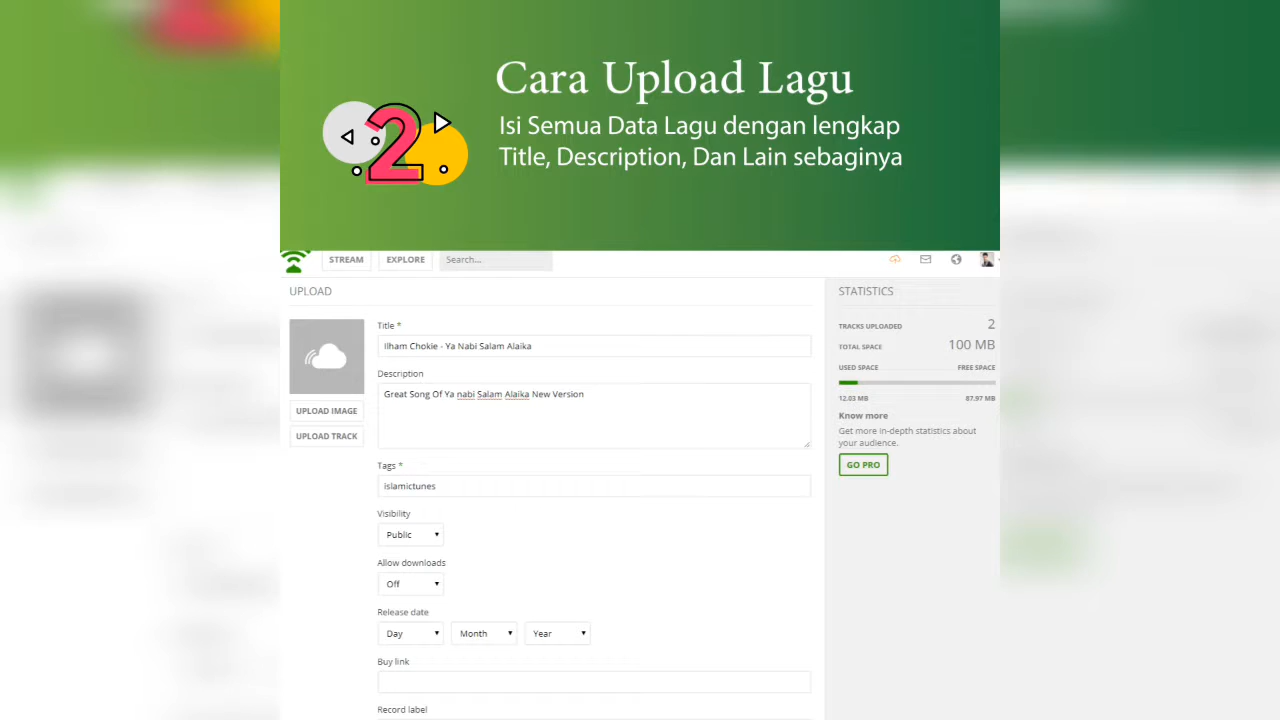 Cara Upload Lagu
2
Isi Semua Data Lagu dengan lengkap
Title, Description, Dan Lain sebaginya
STREAM
EXPLORE
Search...
UPLOAD
UPLOAD IMAGE
UPLOAD TRACK
Title *
Ilham Chokie - Ya Nabi Salam Alaika
Description
Great Song Of Ya nabi Salam Alaika New Version
Tags *
islamictunes
Visibility
Public
Allow downloads
Off
Release date
Day Month Year
Buy link
Record label
STATISTICS
TRACKS UPLOADED 2
TOTAL SPACE 100 MB
USED SPACE FREE SPACE
12.03 MB 87.97 MB
Know more
Get more in-depth statistics about
your audience.
GO PRO